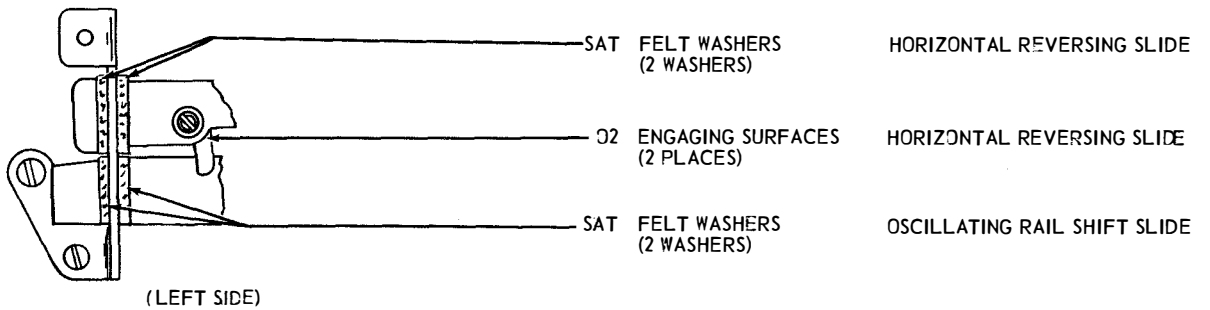 SAT FELT WASHERS HORIZONTAL REVERSING SLIDE
(2 WASHERS)
O2 ENGAGING SURFACES HORIZONTAL REVERSING SLIDE
(2 PLACES)
SAT FELT WASHERS OSCILLATING RAIL SHIFT SLIDE
(2 WASHERS)
(LEFT SIDE)